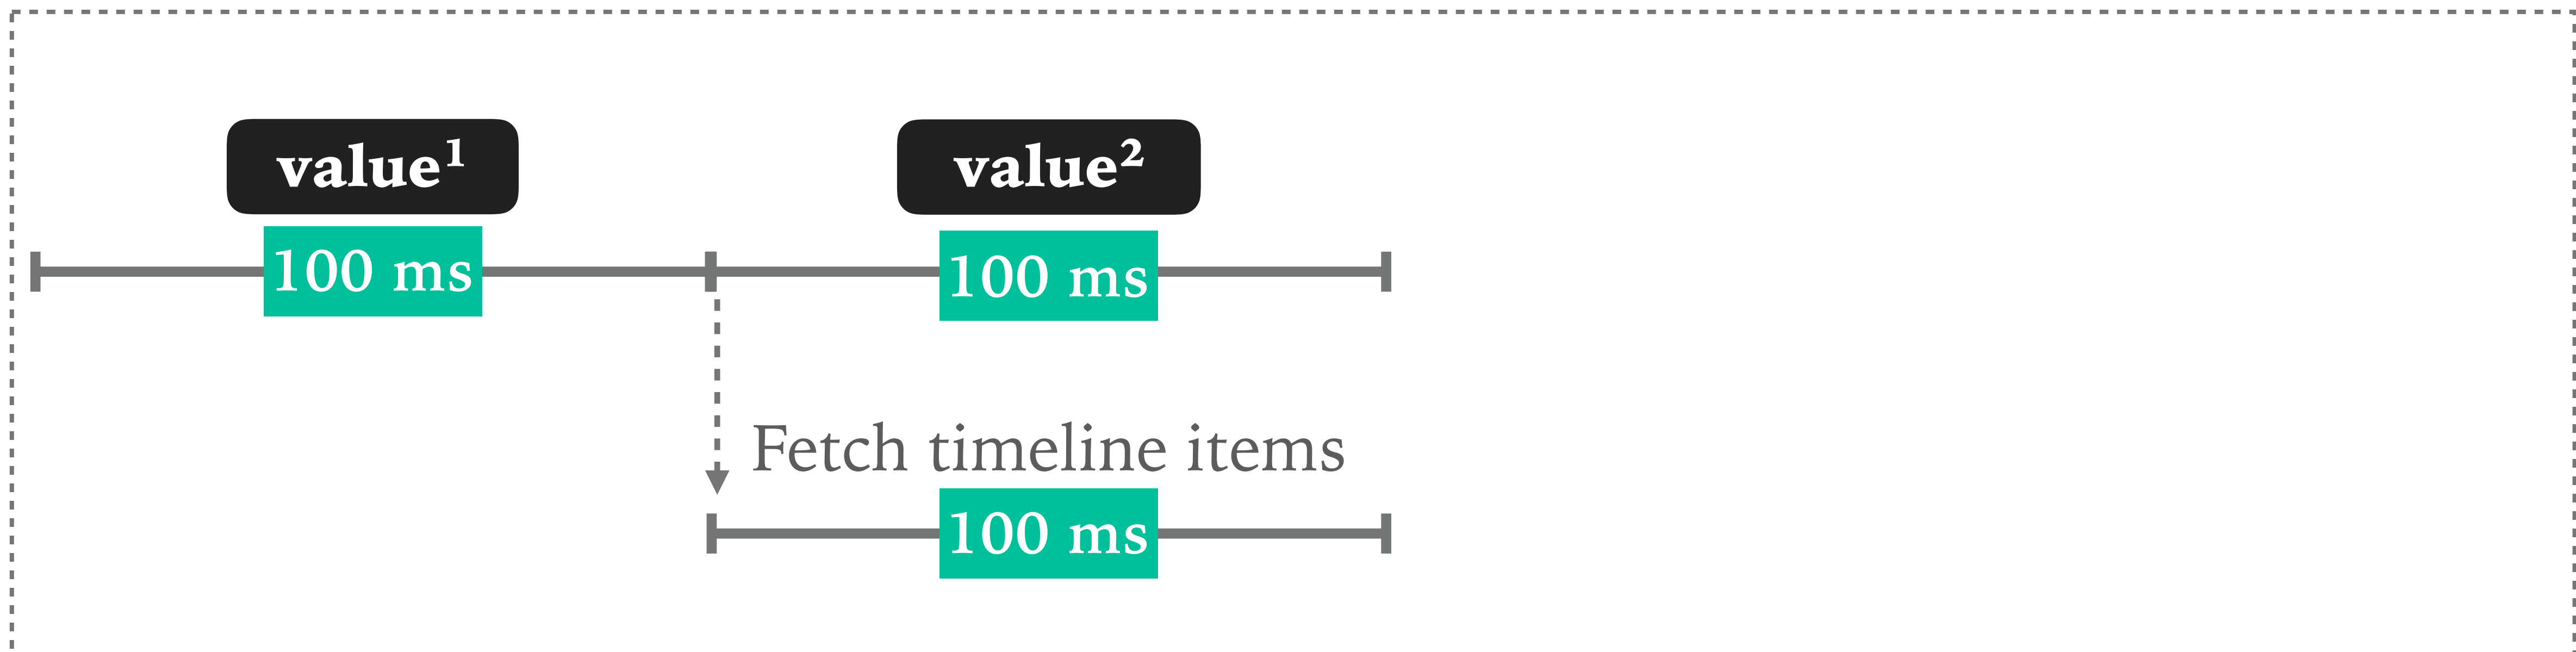 value¹ value²
100 ms 100 ms
Fetch timeline items
100 ms